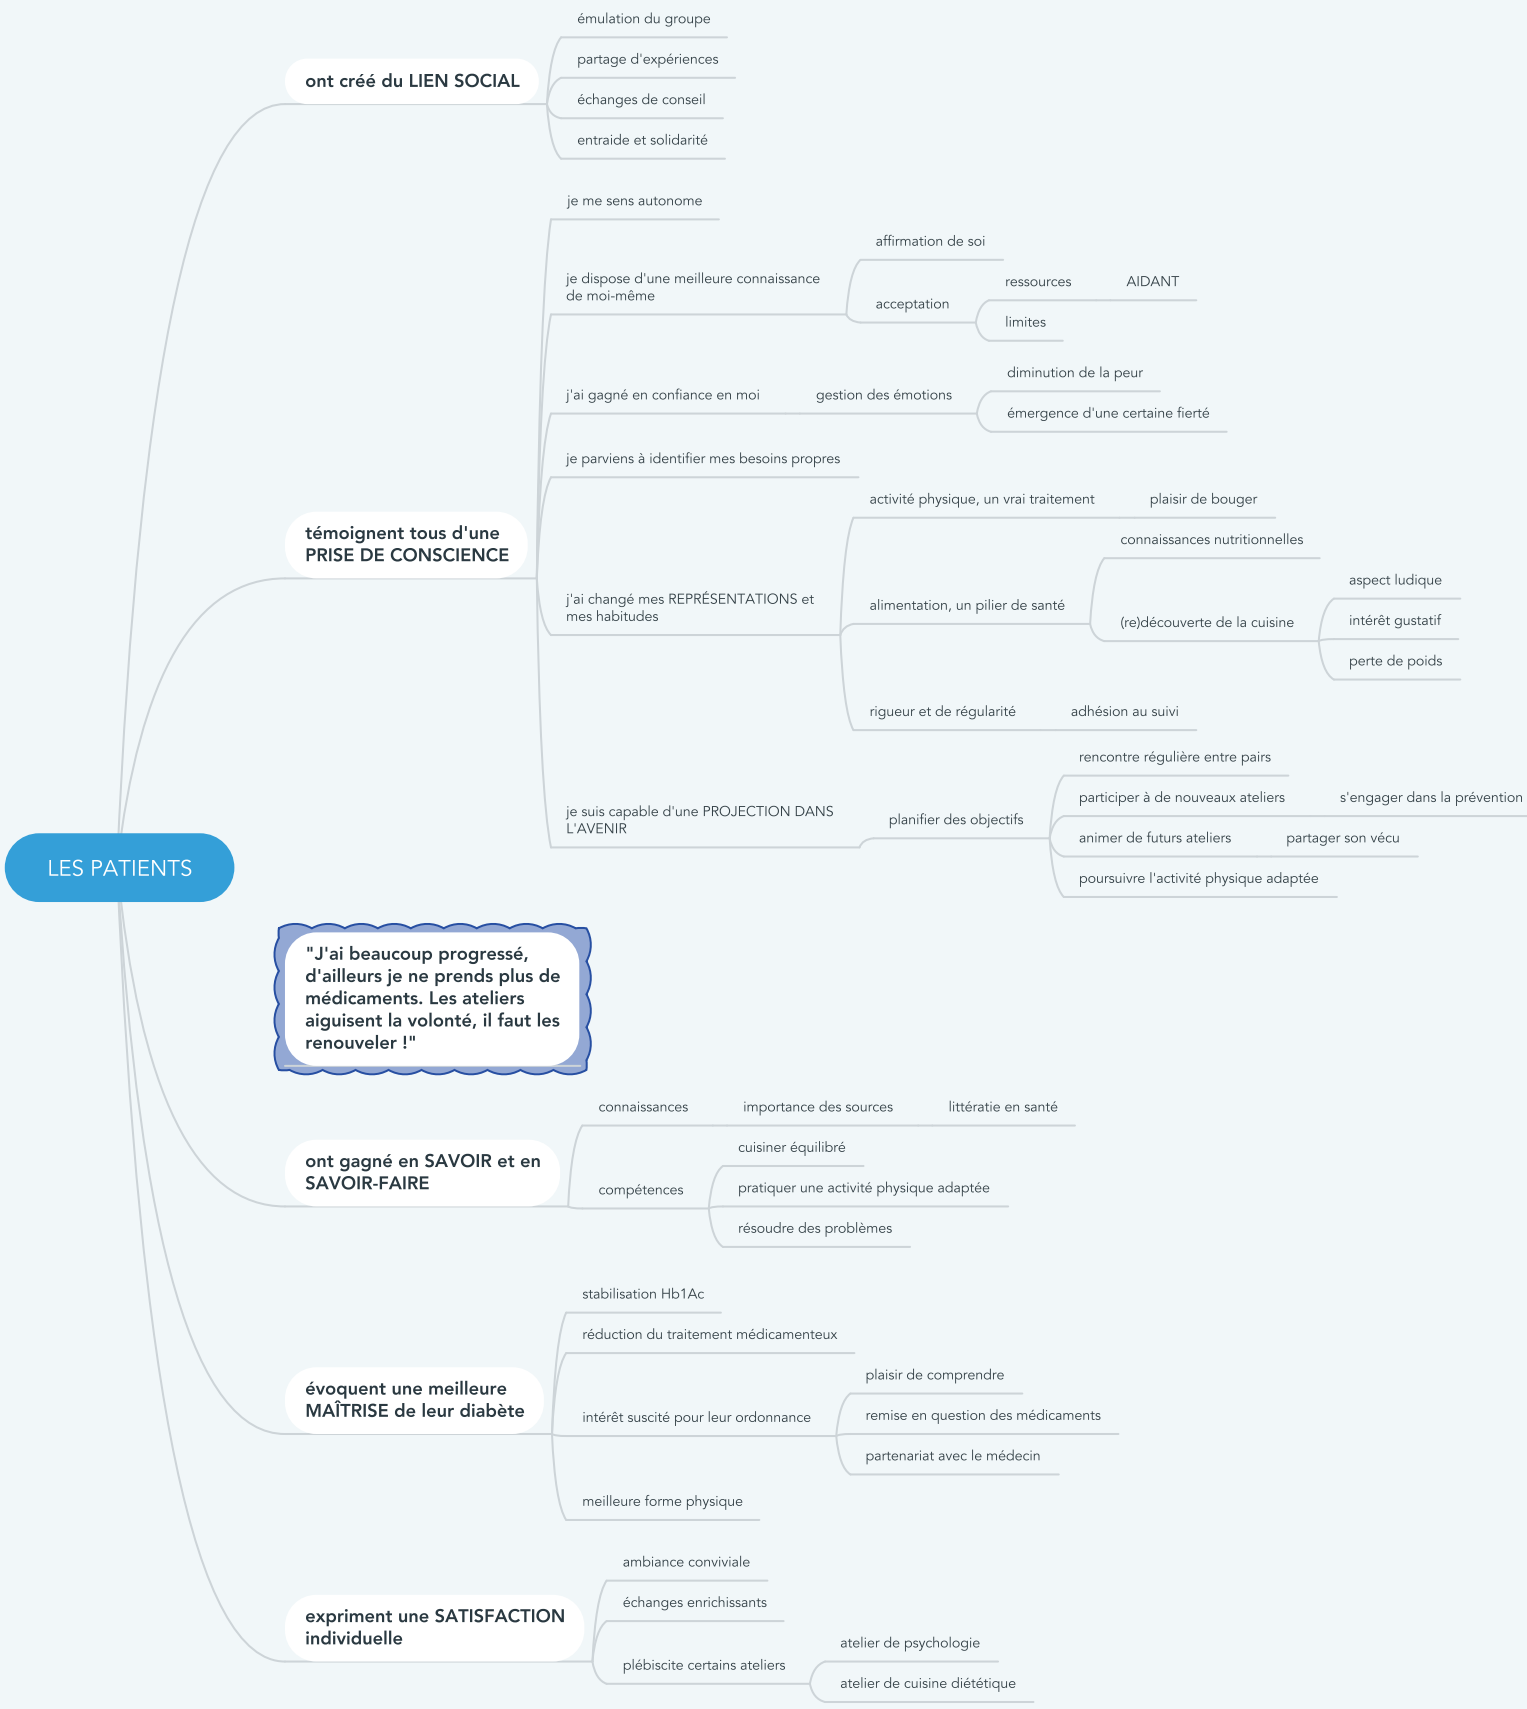 LES PATIENTS
ont créé du LIEN SOCIAL
émulation du groupe
partage d'expériences
échanges de conseil
entraide et solidarité
témoignent tous d'une
PRISE DE CONSCIENCE
je me sens autonome
je dispose d'une meilleure connaissance
de moi-même
affirmation de soi
acceptation
ressources
AIDANT
limites
j'ai gagné en confiance en moi
gestion des émotions
diminution de la peur
émergence d'une certaine fierté
je parviens à identifier mes besoins propres
j'ai changé mes REPRÉSENTATIONS et
mes habitudes
activité physique, un vrai traitement
plaisir de bouger
alimentation, un pilier de santé
connaissances nutritionnelles
(re)découverte de la cuisine
aspect ludique
intérêt gustatif
perte de poids
rigueur et de régularité
adhésion au suivi
je suis capable d'une PROJECTION DANS
L'AVENIR
planifier des objectifs
rencontre régulière entre pairs
participer à de nouveaux ateliers
s'engager dans la prévention
animer de futurs ateliers
partager son vécu
poursuivre l'activité physique adaptée
"J'ai beaucoup progressé,
d'ailleurs je ne prends plus de
médicaments. Les ateliers
aiguisent la volonté, il faut les
renouveler !"
ont gagné en SAVOIR et en
SAVOIR-FAIRE
connaissances
importance des sources
littératie en santé
compétences
cuisiner équilibré
pratiquer une activité physique adaptée
résoudre des problèmes
évoquent une meilleure
MAÎTRISE de leur diabète
stabilisation Hb1Ac
réduction du traitement médicamenteux
intérêt suscité pour leur ordonnance
plaisir de comprendre
remise en question des médicaments
partenariat avec le médecin
meilleure forme physique
expriment une SATISFACTION
individuelle
ambiance conviviale
échanges enrichissants
plébiscite certains ateliers
atelier de psychologie
atelier de cuisine diététique